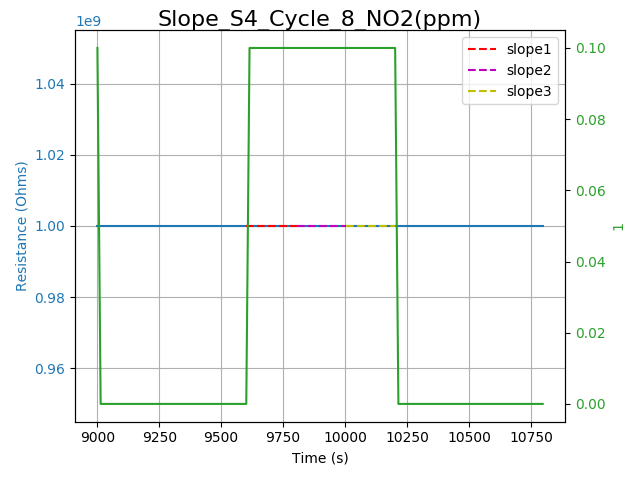 Slope_S4_Cycle_8_NO2(ppm)
1e9
slope1
slope2
slope3
1.04
1.02
1.00
0.98
0.96
Resistance (Ohms)
0.10
0.08
0.06
0.04
0.02
0.00
1
9000 9250 9500 9750 10000 10250 10500 10750
Time (s)